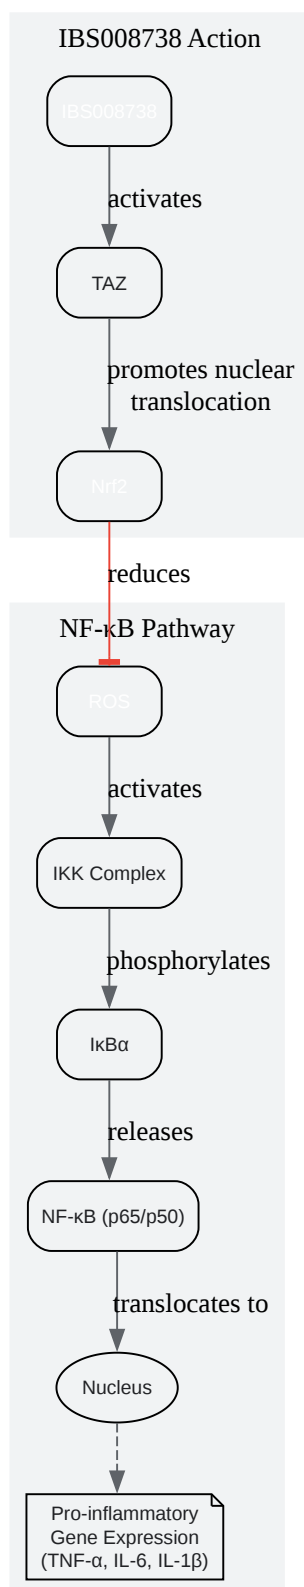 IBS008738 Action
IBS008738
activates
TAZ
promotes nuclear
translocation
Nrf2
reduces
NF-κB Pathway
ROS
activates
IKK Complex
phosphorylates
IκBα
releases
NF-κB (p65/p50)
translocates to
Nucleus
Pro-inflammatory
Gene Expression
(TNF-α, IL-6, IL-1β)